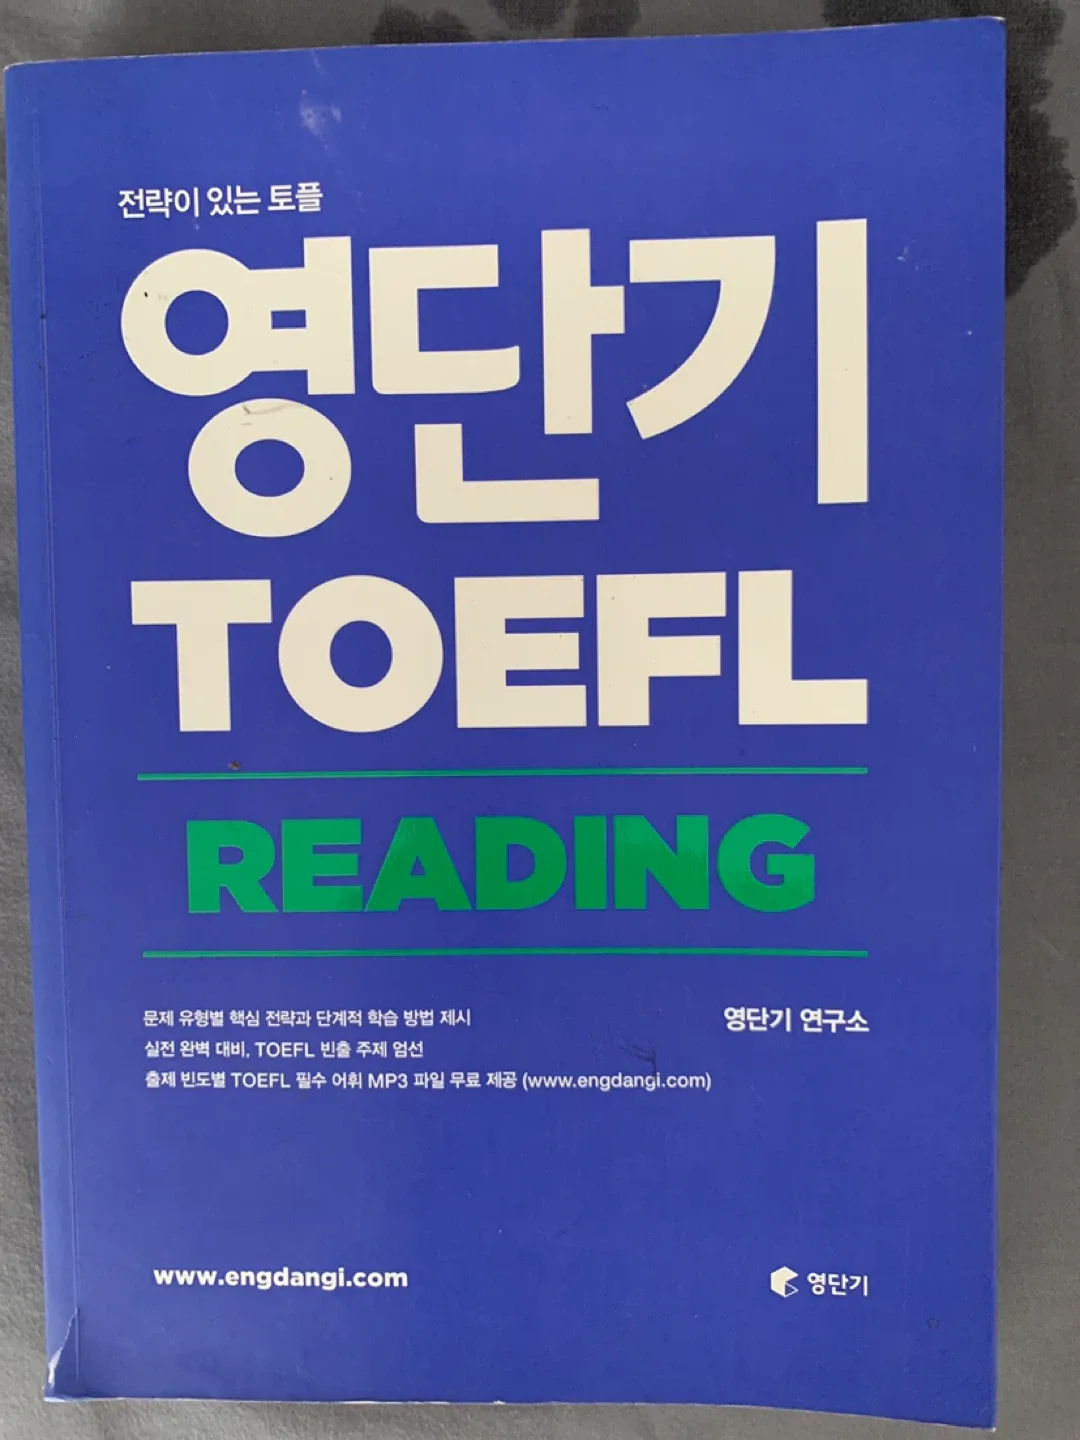 전략이 있는 토플
영단기
TOEFL
READING
문제 유형별 핵심 전략과 단계적 학습 방법 제시
실전 완벽 대비, TOEFL 빈출 주제 엄선
출제 빈도별 TOEFL 필수 어휘 MP3 파일 무료 제공 (www.engdangi.com)
영단기 연구소
www.engdangi.com
영단기